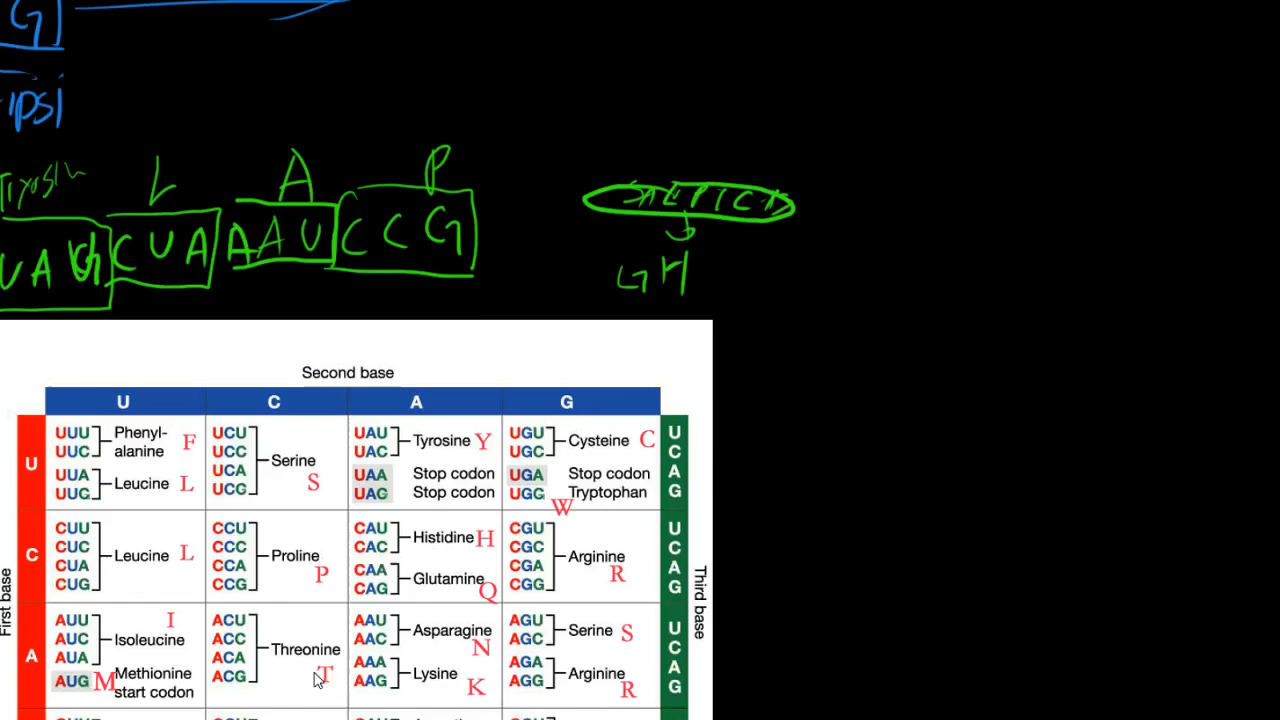 G
L A P
U A G C U A A A U C C G
GH
Second base
U C A G
UUU Phenyl- F UCU UAU Tyrosine Y UGU Cysteine C U
UUC alanine UCC Serine UAC UGC C
UUA Leucine L UCA S UAA Stop codon UGA Stop codon A
UUG UCG UAG Stop codon UGG Tryptophan G
U W
CUU CCU CAU Histidine H CGU U
CUC Leucine L CCC Proline CAC CGC Arginine C
CUA CCA P CAA Glutamine CGA R A
CUG CCG CAG Q CGG G
C
First base Third base
AUU I ACU AAU Asparagine AGU Serine S U
AUC Isoleucine ACC Threonine AAC N AGC C
AUA ACA AAA Lysine AGA Arginine A
AUG M Methionine ACG T AAG K AGG R G
start codon
A